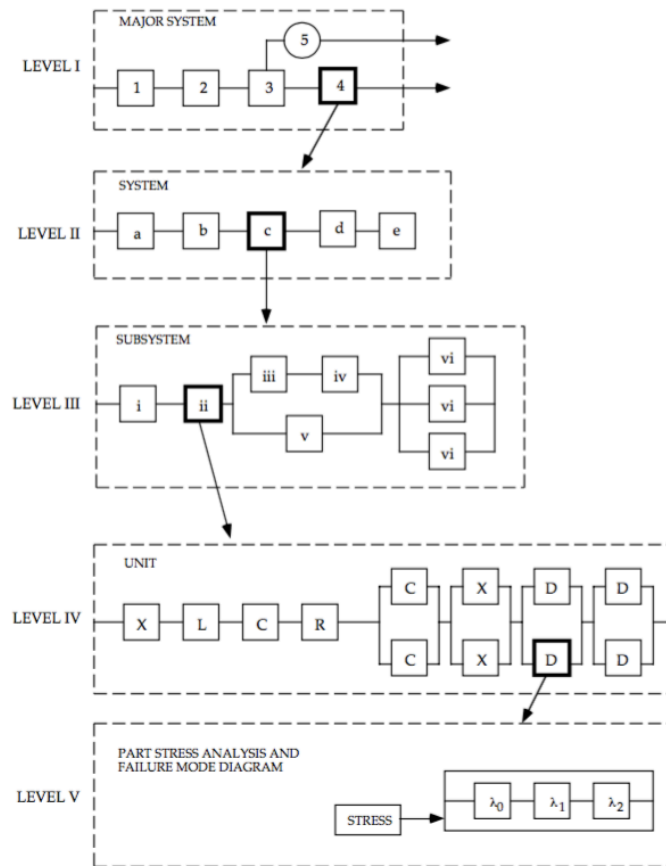 MAJOR SYSTEM
5
LEVEL I
1 2 3 4
SYSTEM
LEVEL II
a b c d e
SUBSYSTEM
vi
iii iv
LEVEL III
i ii vi
v
vi
UNIT
C X D D
LEVEL IV
X L C R
C X D D
PART STRESS ANALYSIS AND
FAILURE MODE DIAGRAM
LEVEL V
λ0 λ1 λ2
STRESS